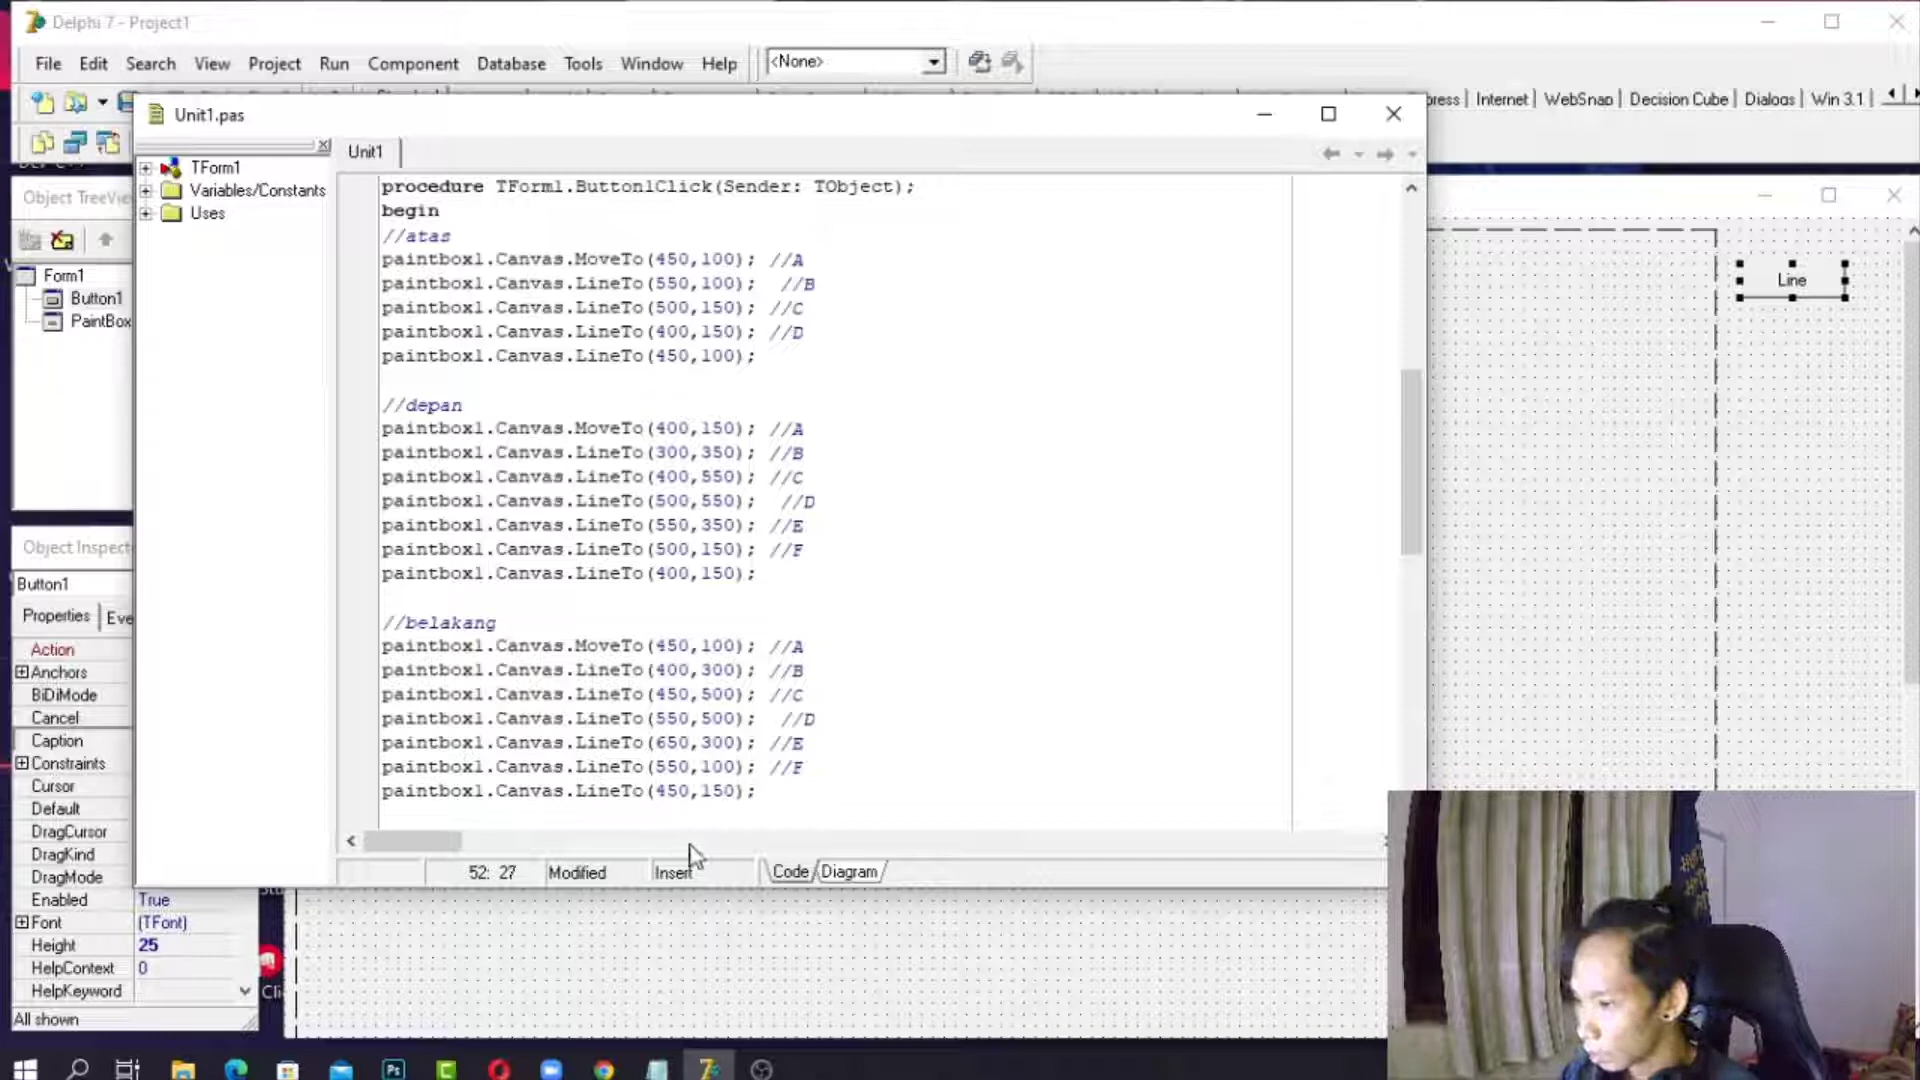 Delphi 7 - Project1
File Edit Search View Project Run Component Database Tools Window Help <None>
Internet WebSnap Decision Cube Dialogs Win 3.1
Unit1.pas
Unit1
TForm1
Variables/Constants
Uses
Object TreeVie
Form1
Button1
PaintBox
Line
procedure TForm1.Button1Click(Sender: TObject);
begin
//atas
paintbox1.Canvas.MoveTo(450,100); //A
paintbox1.Canvas.LineTo(550,100); //B
paintbox1.Canvas.LineTo(500,150); //C
paintbox1.Canvas.LineTo(400,150); //D
paintbox1.Canvas.LineTo(450,100);
//depan
paintbox1.Canvas.MoveTo(400,150); //A
paintbox1.Canvas.LineTo(300,350); //B
paintbox1.Canvas.LineTo(400,550); //C
paintbox1.Canvas.LineTo(500,550); //D
paintbox1.Canvas.LineTo(550,350); //E
paintbox1.Canvas.LineTo(500,150); //F
paintbox1.Canvas.LineTo(400,150);
//belakang
paintbox1.Canvas.MoveTo(450,100); //A
paintbox1.Canvas.LineTo(400,300); //B
paintbox1.Canvas.LineTo(450,500); //C
paintbox1.Canvas.LineTo(550,500); //D
paintbox1.Canvas.LineTo(650,300); //E
paintbox1.Canvas.LineTo(550,100); //F
paintbox1.Canvas.LineTo(450,150);
52: 27 Modified Insert Code Diagram
Object Inspect
Button1
Properties Eve
Action
Anchors
BiDiMode
Cancel
Caption
Constraints
Cursor
Default
DragCursor
DragKind
DragMode
Enabled True
Font (TFont)
Height 25
HelpContext 0
HelpKeyword
All shown
Cli